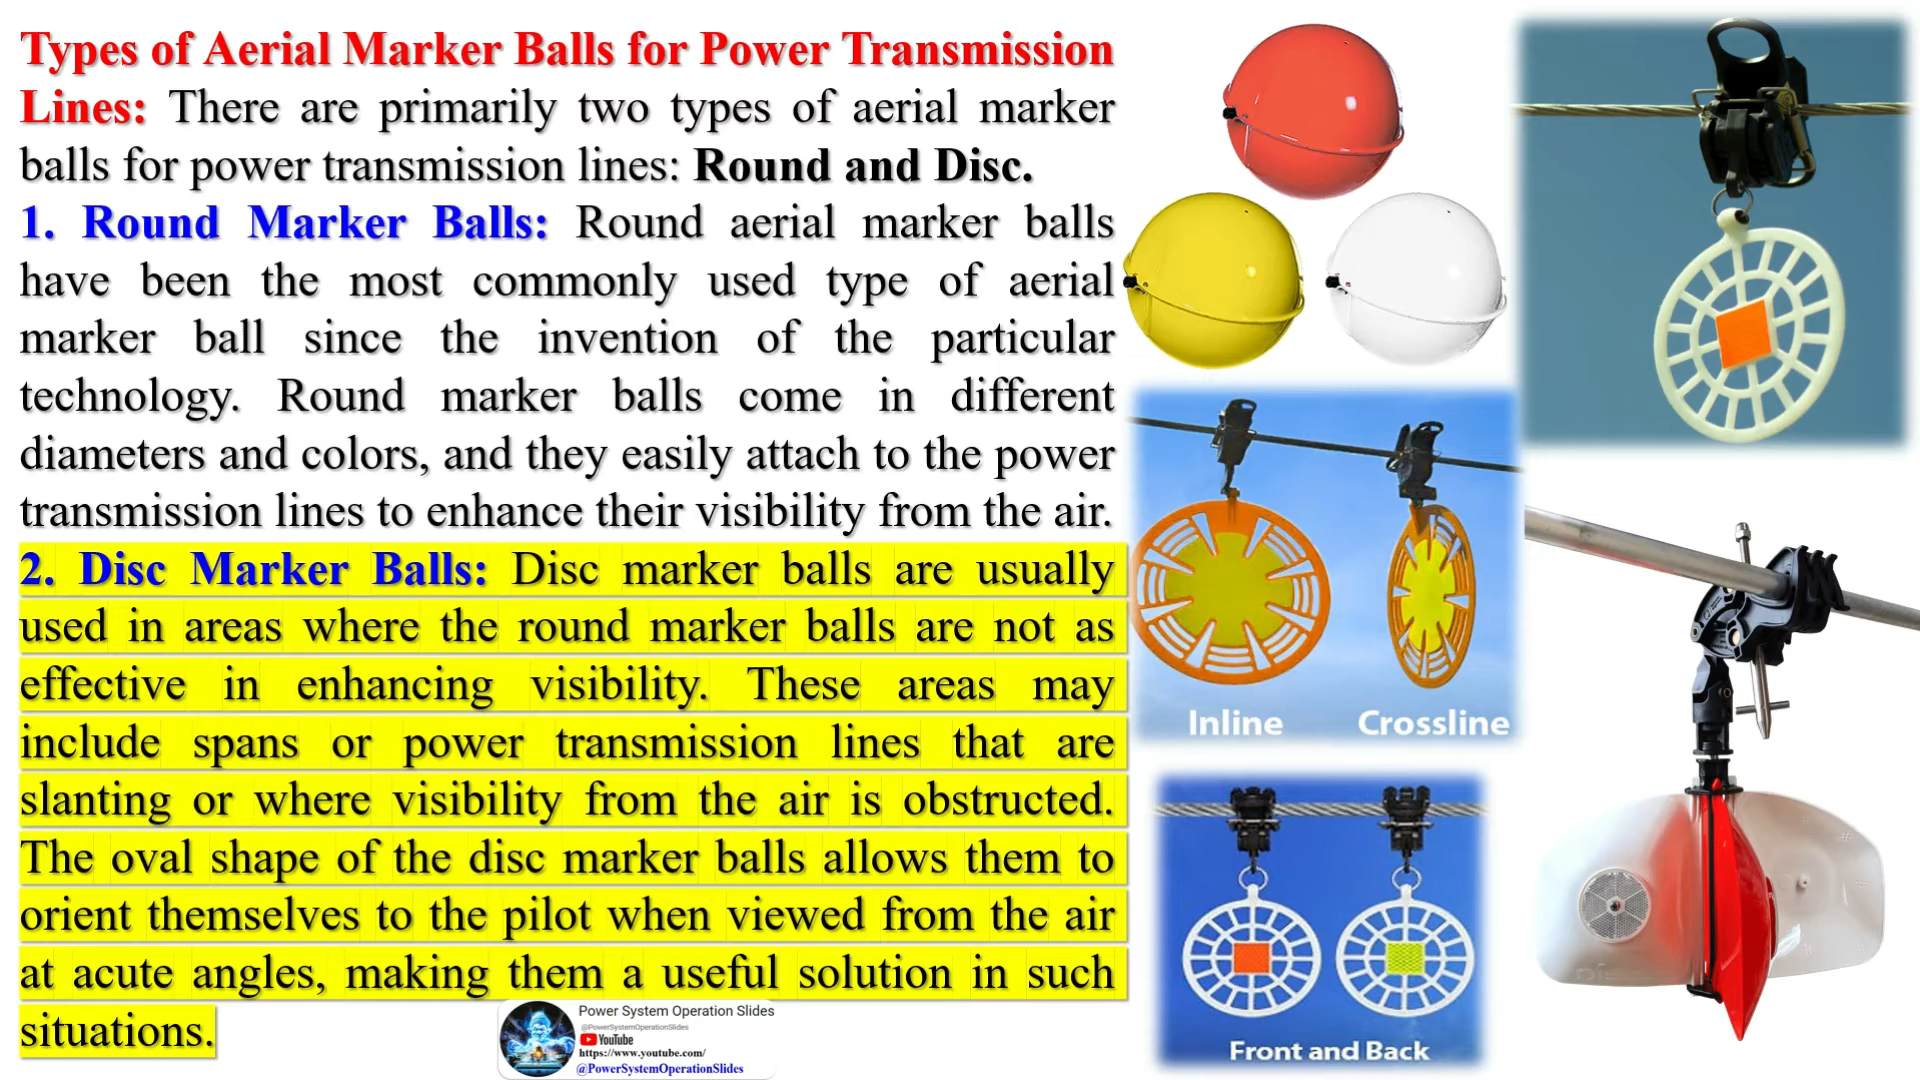 Types of Aerial Marker Balls for Power Transmission
Lines: There are primarily two types of aerial marker
balls for power transmission lines: Round and Disc.
1. Round Marker Balls: Round aerial marker balls
have been the most commonly used type of aerial
marker ball since the invention of the particular
technology. Round marker balls come in different
diameters and colors, and they easily attach to the power
transmission lines to enhance their visibility from the air.
2. Disc Marker Balls: Disc marker balls are usually
used in areas where the round marker balls are not as
effective in enhancing visibility. These areas may
include spans or power transmission lines that are
slanting or where visibility from the air is obstructed.
The oval shape of the disc marker balls allows them to
orient themselves to the pilot when viewed from the air
at acute angles, making them a useful solution in such
situations.
Inline
Crossline
Front and Back
Power System Operation Slides
@PowerSystemOperationSlides
YouTube
https://www.youtube.com/
@PowerSystemOperationSlides